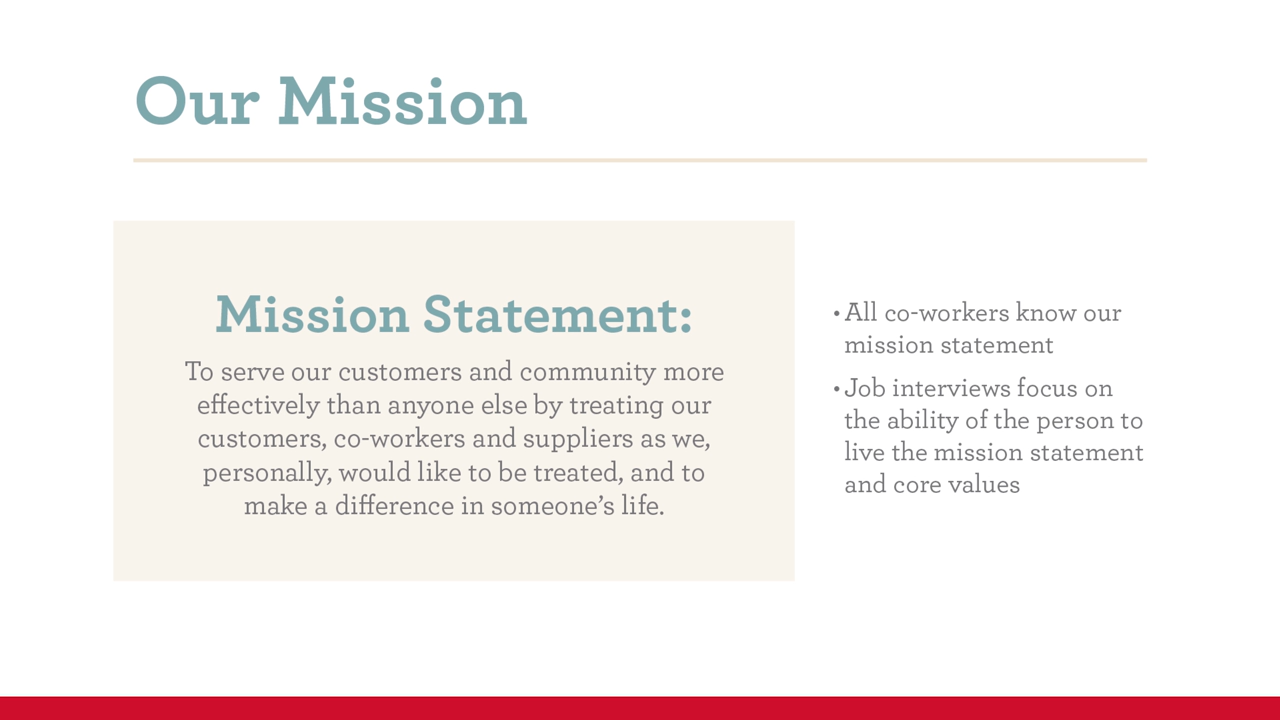 Our Mission
Mission Statement:
To serve our customers and community more
effectively than anyone else by treating our
customers, co-workers and suppliers as we,
personally, would like to be treated, and to
make a difference in someone’s life.
• All co-workers know our
mission statement
• Job interviews focus on
the ability of the person to
live the mission statement
and core values